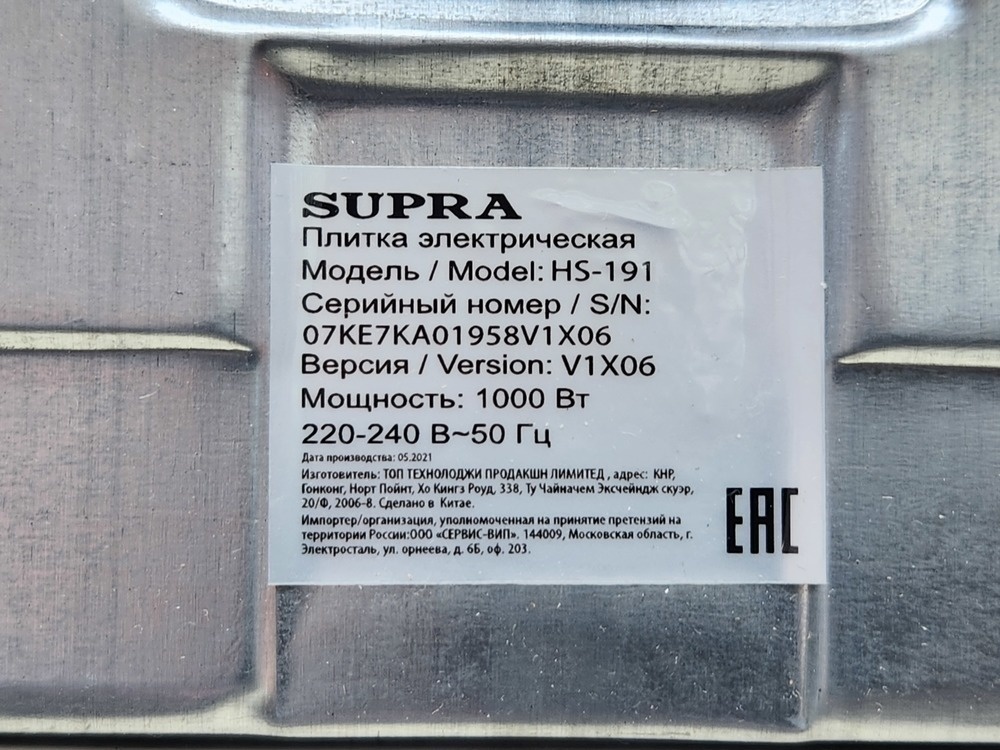 SUPRA
Плитка электрическая
Модель / Model: HS-191
Серийный номер / S/N:
07KE7KA01958V1X06
Версия / Version: V1X06
Мощность: 1000 Вт
220-240 В~50 Гц
Дата производства: 05.2021
Изготовитель: ТОП ТЕХНОЛОДЖИ ПРОДАКШН ЛИМИТЕД , адрес: КНР,
Гонконг, Норт Пойнт, Хо Кингз Роуд, 338, Ту Чайначем Эксчейндж скуэр,
20/Ф, 2006-8. Сделано в Китае.
Импортер/организация, уполномоченная на принятие претензий на
территории России:ООО «СЕРВИС-ВИП». 144009, Московская область, г.
Электросталь, ул. орнеева, д. 6Б, оф. 203.
EAC